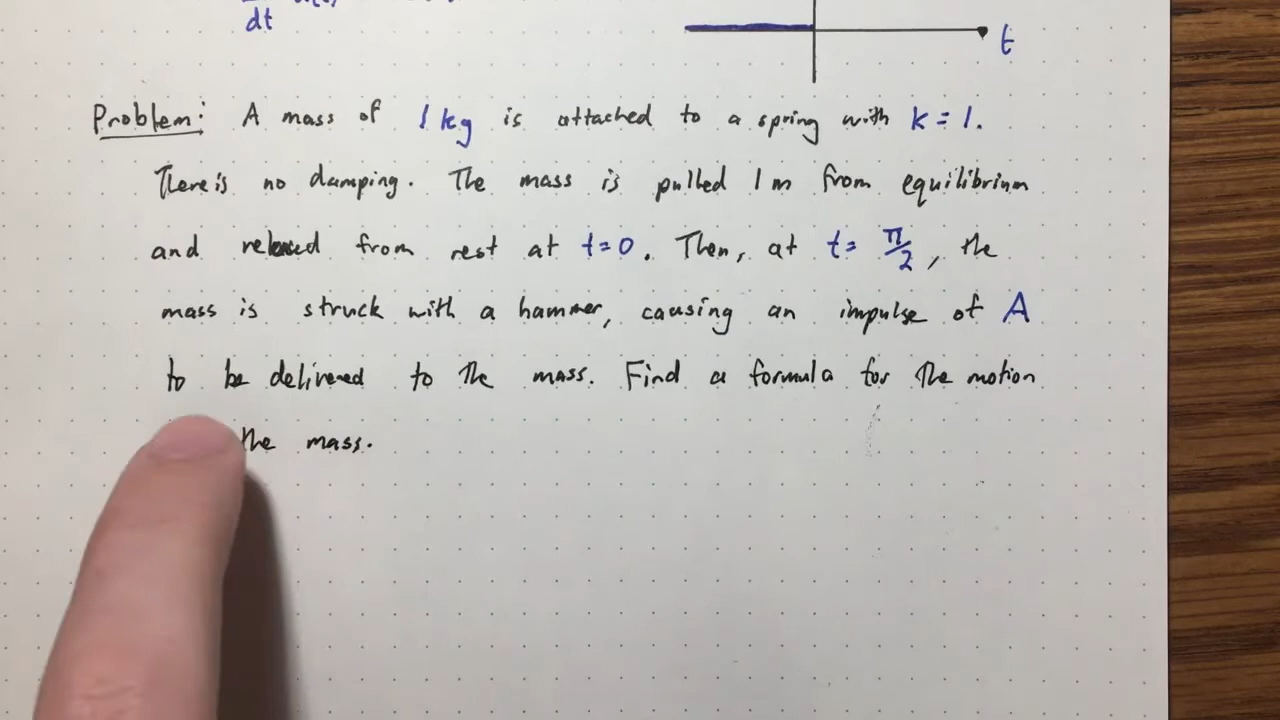 dt
t
Problem: A mass of 1 kg is attached to a spring with k = 1.
There is no damping. The mass is pulled 1 m from equilibrium
and released from rest at t=0. Then, at t= π/2, the
mass is struck with a hammer, causing an impulse of A
to be delivered to the mass. Find a formula for the motion
the mass.